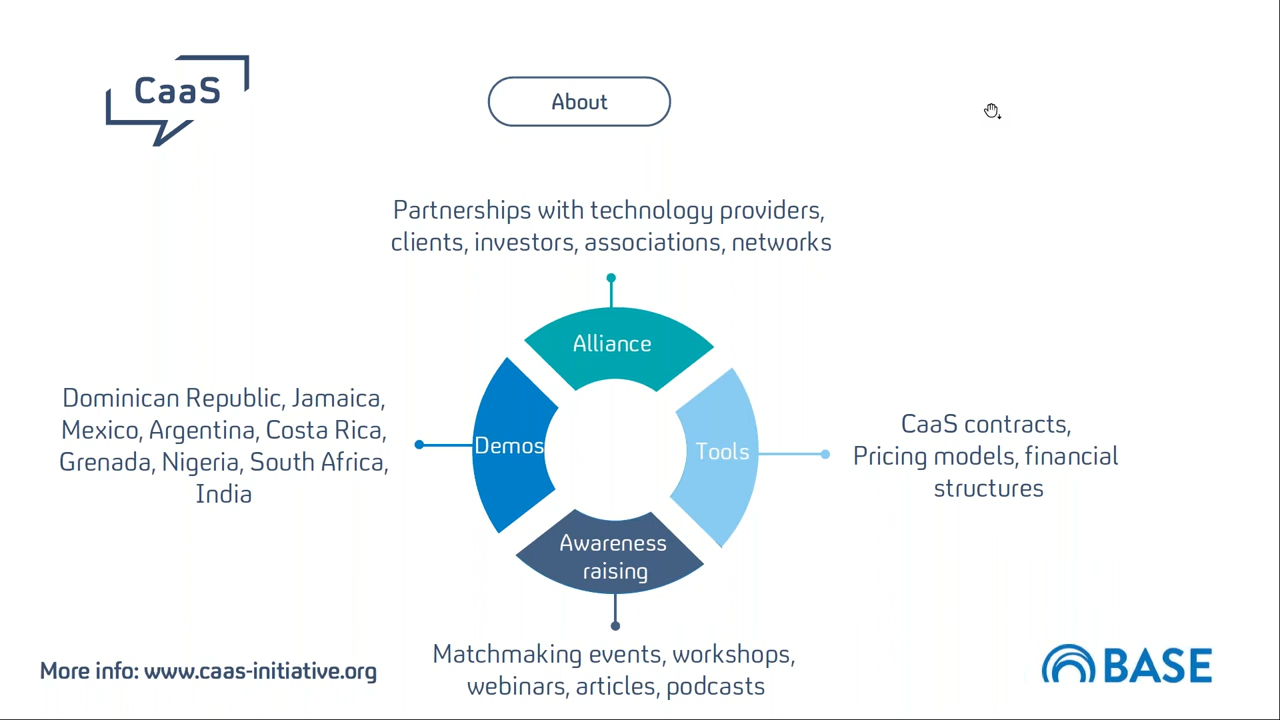 CaaS
About
Partnerships with technology providers,
clients, investors, associations, networks
Alliance
Dominican Republic, Jamaica,
Mexico, Argentina, Costa Rica,
Grenada, Nigeria, South Africa,
India
Demos
Tools
CaaS contracts,
Pricing models, financial
structures
Awareness
raising
Matchmaking events, workshops,
webinars, articles, podcasts
More info: www.caas-initiative.org
BASE